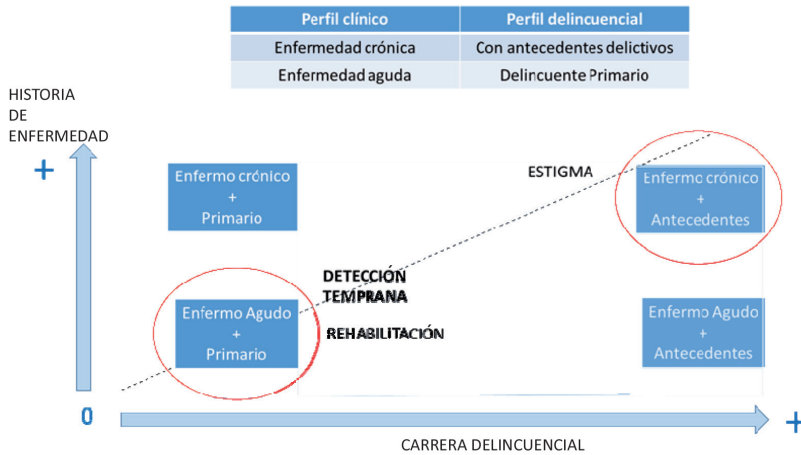 Perfil clínico Perfil delincuencial
Enfermedad crónica Con antecedentes delictivos
Enfermedad aguda Delincuente Primario
HISTORIA
DE
ENFERMEDAD
+
Enfermo crónico
+
Primario
ESTIGMA
Enfermo crónico
+
Antecedentes
DETECCIÓN
TEMPRANA
REHABILITACIÓN
Enfermo Agudo
+
Primario
Enfermo Agudo
+
Antecedentes
0
+
CARRERA DELINCUENCIAL